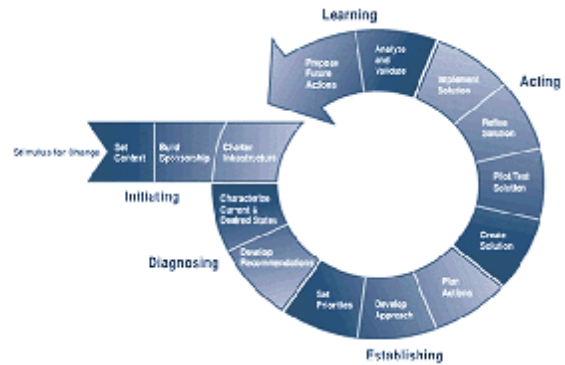 Learning
Propose
Future
Actions
Analyze
and
Validate
Implement
Solution
Acting
Refine
Solution
Pilot/Test
Solution
Create
Solution
Plan
Actions
Develop
Approach
Set
Priorities
Establishing
Stimulus for Change
Set
Context
Build
Sponsorship
Charter
Infrastructure
Initiating
Characterize
Current &
Desired States
Develop
Recommendations
Diagnosing